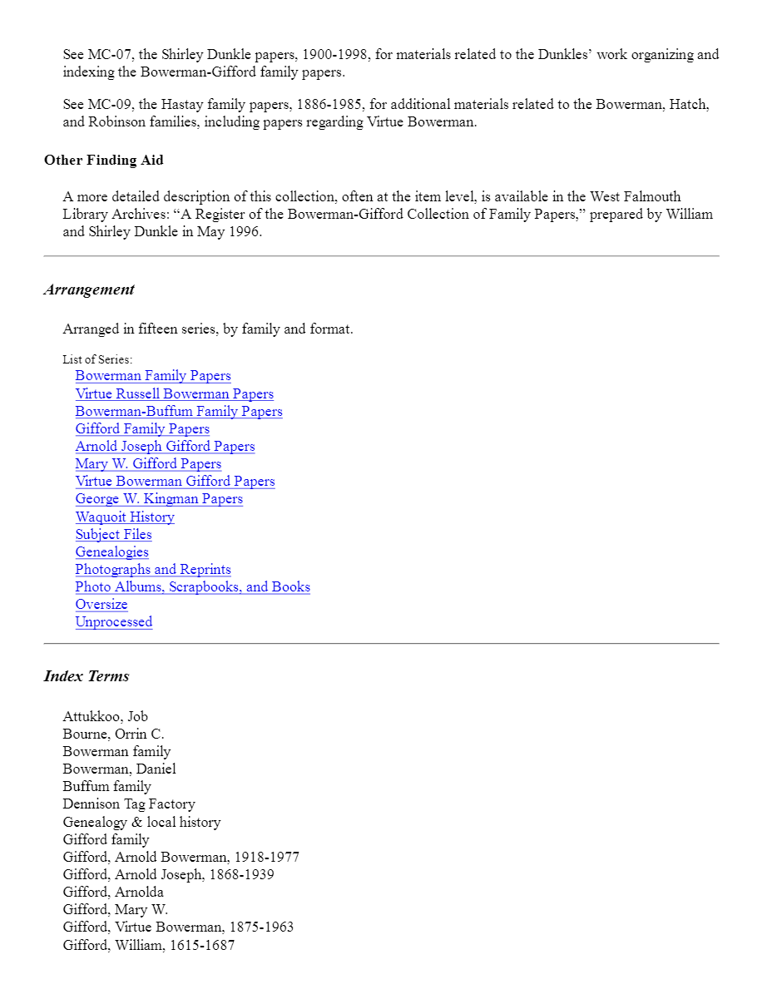 See MC-07, the Shirley Dunkle papers, 1900-1998, for materials related to the Dunkles’ work organizing and
indexing the Bowerman-Gifford family papers.
See MC-09, the Hastay family papers, 1886-1985, for additional materials related to the Bowerman, Hatch,
and Robinson families, including papers regarding Virtue Bowerman.
Other Finding Aid
A more detailed description of this collection, often at the item level, is available in the West Falmouth
Library Archives: “A Register of the Bowerman-Gifford Collection of Family Papers,” prepared by William
and Shirley Dunkle in May 1996.
Arrangement
Arranged in fifteen series, by family and format.
List of Series:
Bowerman Family Papers
Virtue Russell Bowerman Papers
Bowerman-Buffum Family Papers
Gifford Family Papers
Arnold Joseph Gifford Papers
Mary W. Gifford Papers
Virtue Bowerman Gifford Papers
George W. Kingman Papers
Waquoit History
Subject Files
Genealogies
Photographs and Reprints
Photo Albums, Scrapbooks, and Books
Oversize
Unprocessed
Index Terms
Attukkoo, Job
Bourne, Orrin C.
Bowerman family
Bowerman, Daniel
Buffum family
Dennison Tag Factory
Genealogy & local history
Gifford family
Gifford, Arnold Bowerman, 1918-1977
Gifford, Arnold Joseph, 1868-1939
Gifford, Arnolda
Gifford, Mary W.
Gifford, Virtue Bowerman, 1875-1963
Gifford, William, 1615-1687